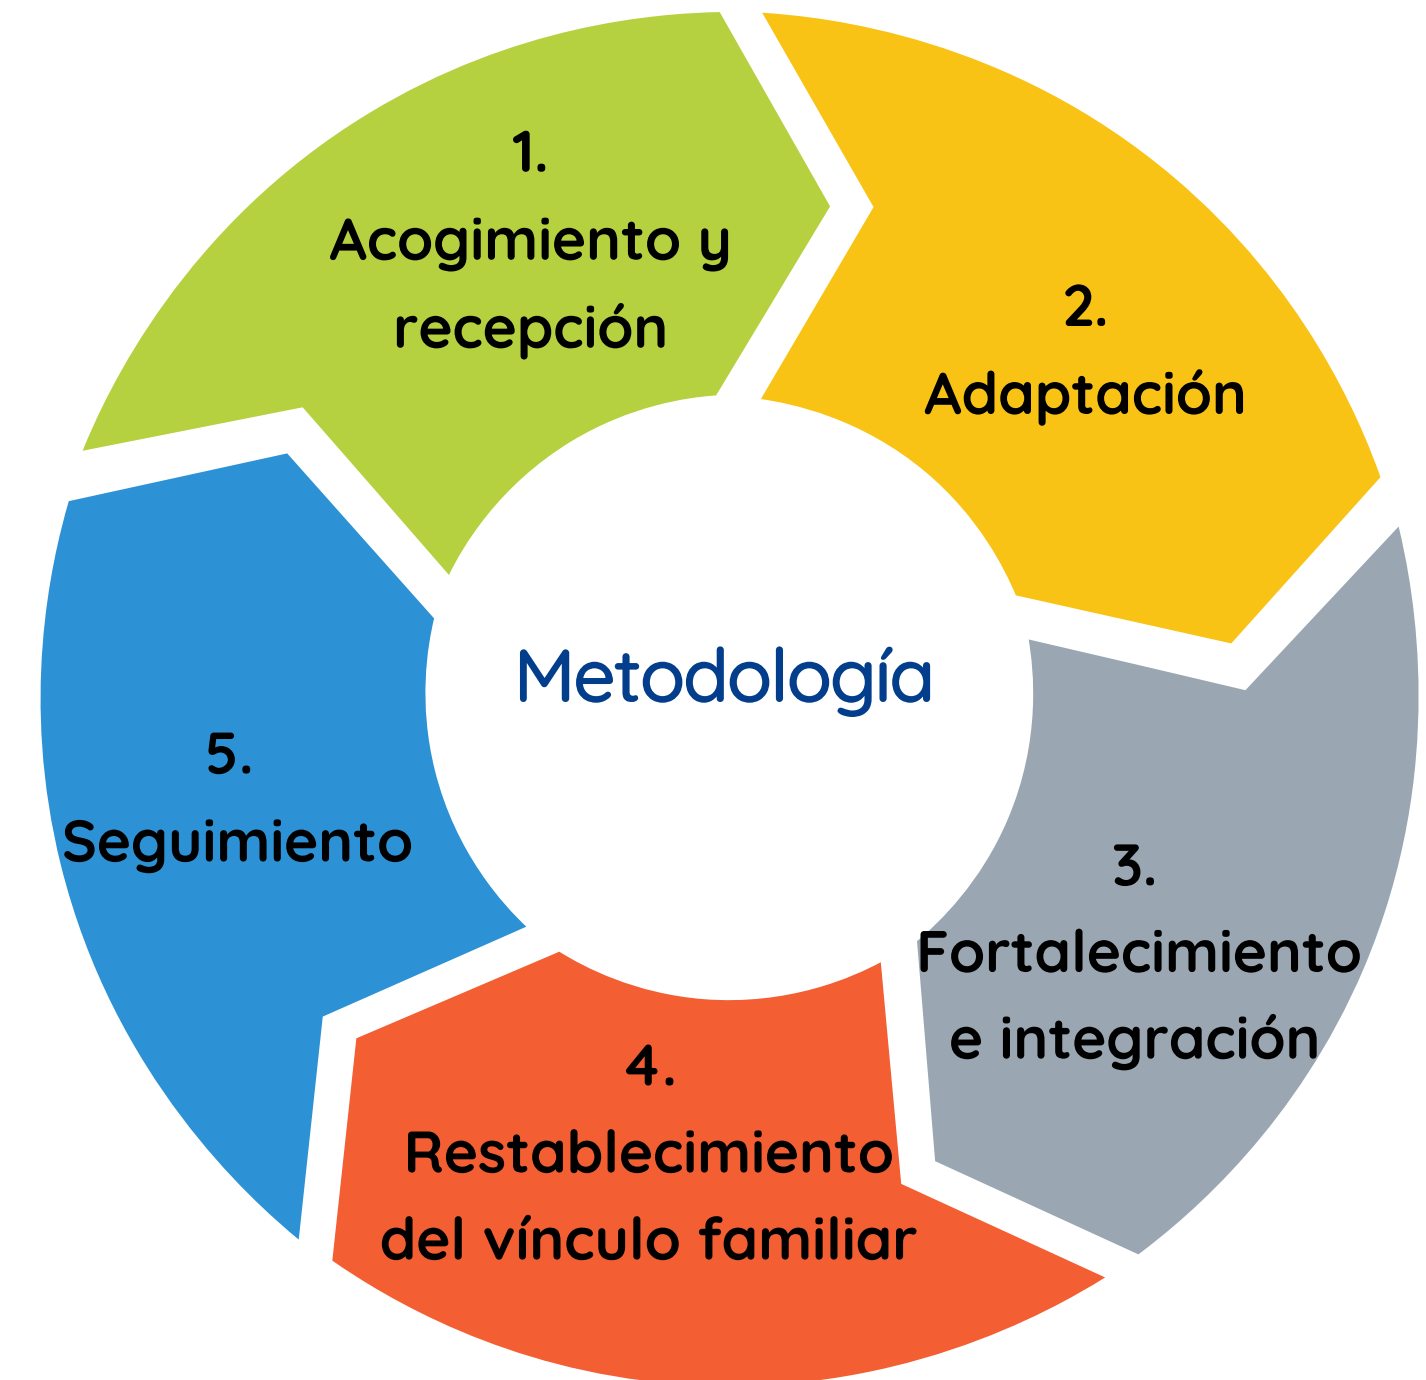 1.
Acogimiento y
recepción
2.
Adaptación
Metodología
3.
Fortalecimiento
e integración
4.
Restablecimiento
del vínculo familiar
5.
Seguimiento